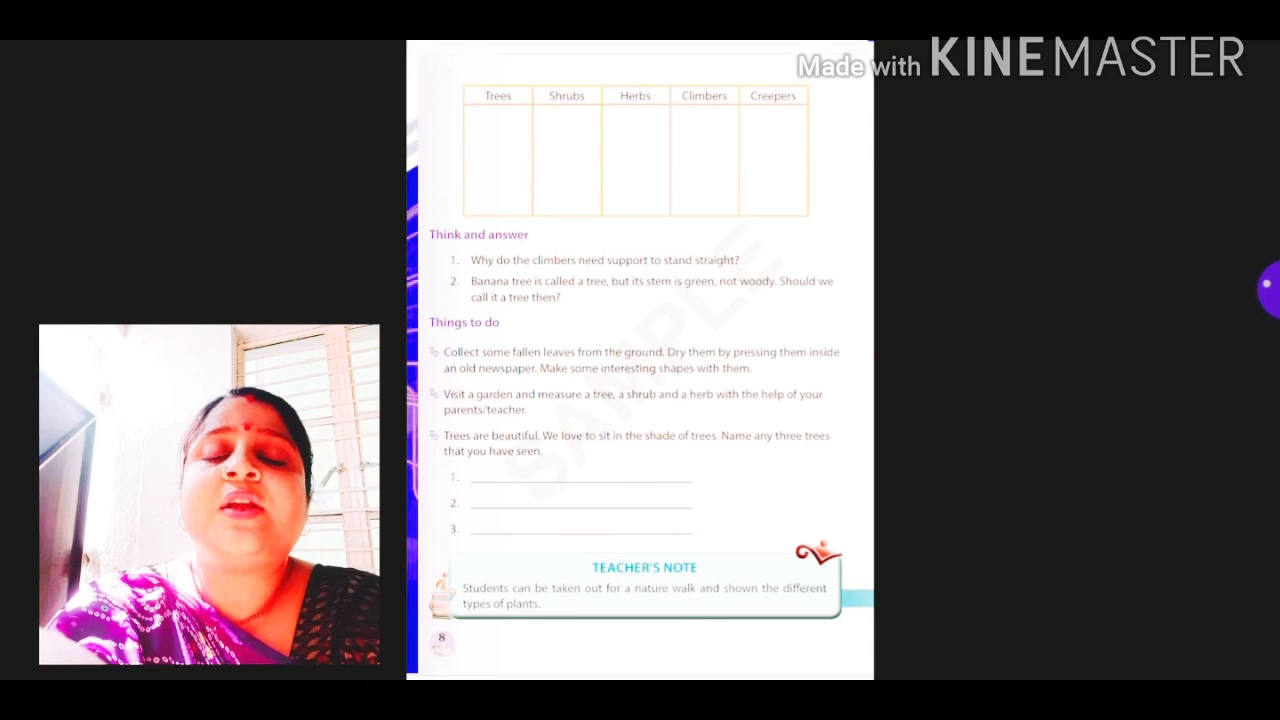 Made with KINEMASTER
Trees Shrubs Herbs Climbers Creepers
Think and answer
1. Why do the climbers need support to stand straight?
2. Banana tree is called a tree, but its stem is green, not woody. Should we
call it a tree then?
Things to do
Collect some fallen leaves from the ground. Dry them by pressing them inside
an old newspaper. Make some interesting shapes with them.
Visit a garden and measure a tree, a shrub and a herb with the help of your
parents/teacher.
Trees are beautiful. We love to sit in the shade of trees. Name any three trees
that you have seen.
1.
2.
3.
SAMPLE
TEACHER'S NOTE
Students can be taken out for a nature walk and shown the different
types of plants.
8